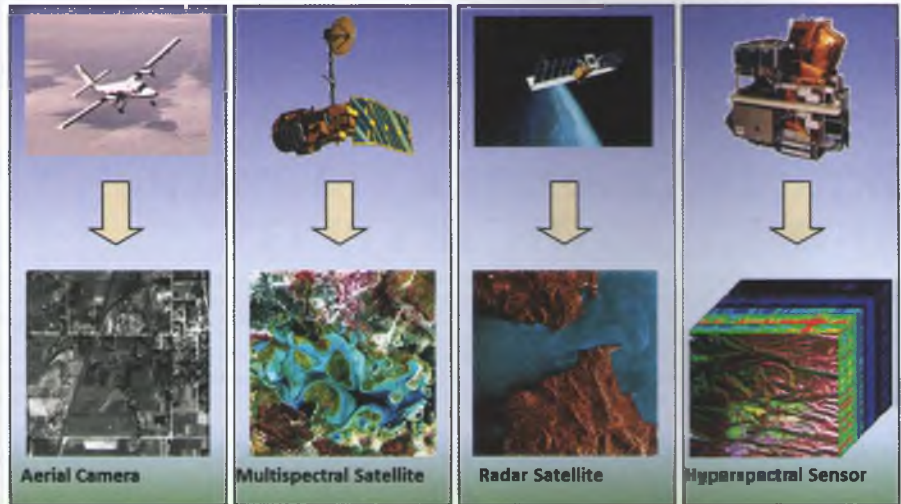 Aerial Camera
Multispectral Satellite
Radar Satellite
Hyperspectral Sensor